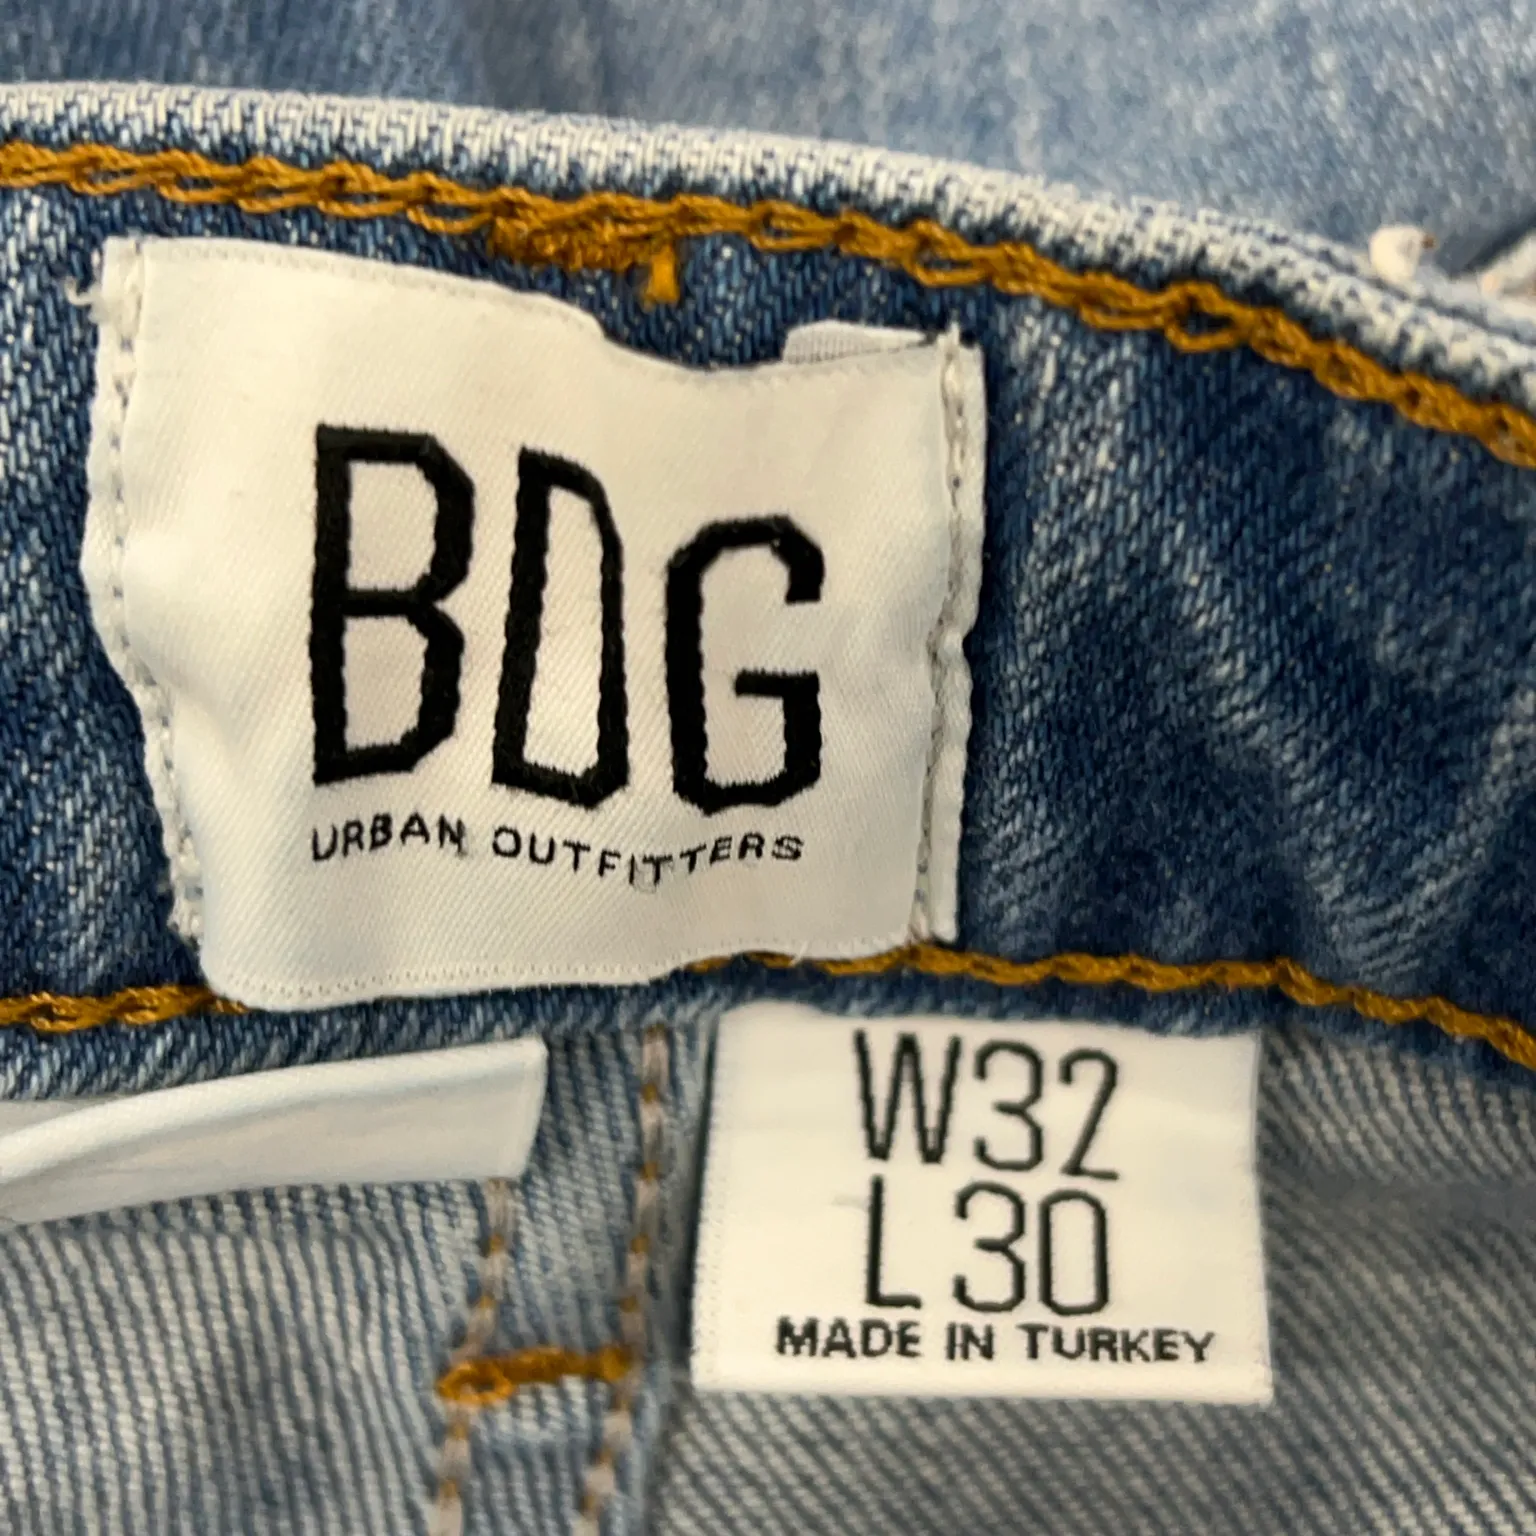 BDG
URBAN OUTFITTERS
W32
L30
MADE IN TURKEY